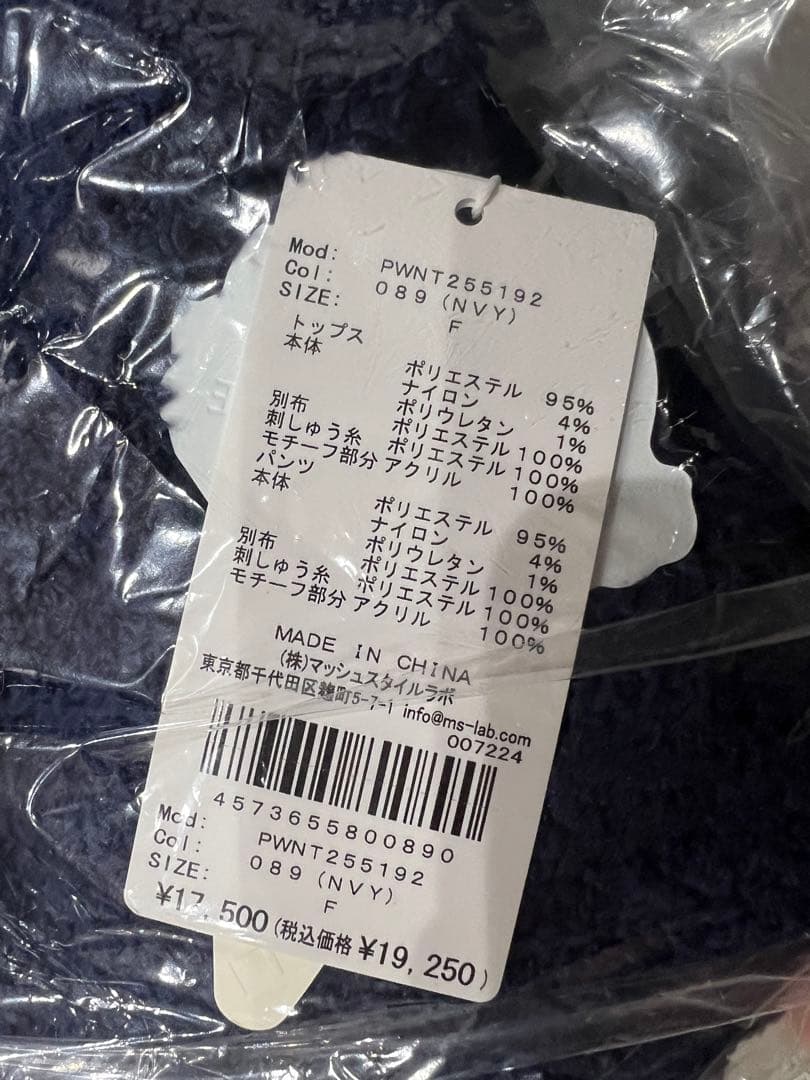 Mod: PWNT255192
Col: 089 (NVY)
SIZE: F
トップス
本体 ポリエステル 95%
ナイロン 4%
ポリウレタン 1%
別布 ポリエステル 100%
刺しゅう糸 ポリエステル 100%
モチーフ部分 アクリル 100%
パンツ
本体 ポリエステル 95%
ナイロン 4%
ポリウレタン 1%
別布 ポリエステル 100%
刺しゅう糸 ポリエステル 100%
モチーフ部分 アクリル 100%
MADE IN CHINA
(株)マッシュスタイルラボ
東京都千代田区麹町5-7-1 info@ms-lab.com
007224
4573655800890
Mod: PWNT255192
Col: 089 (NVY)
SIZE: F
¥17,500(税込価格 ¥19,250)